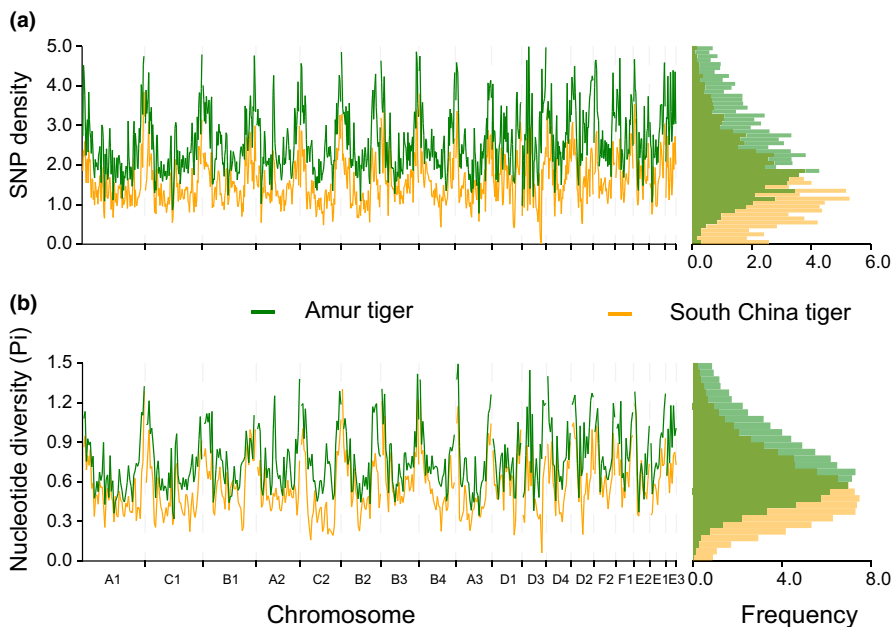 (a)
SNP density
5.0
4.0
3.0
2.0
1.0
0.0
0.0 2.0 4.0 6.0
(b)
Amur tiger South China tiger
Nucleotide diversity (Pi)
1.5
1.2
0.9
0.6
0.3
0.0
A1 C1 B1 A2 C2 B2 B3 B4 A3 D1 D3 D4 D2 F2 F1 E2 E1 E3
0.0 4.0 8.0
Chromosome Frequency